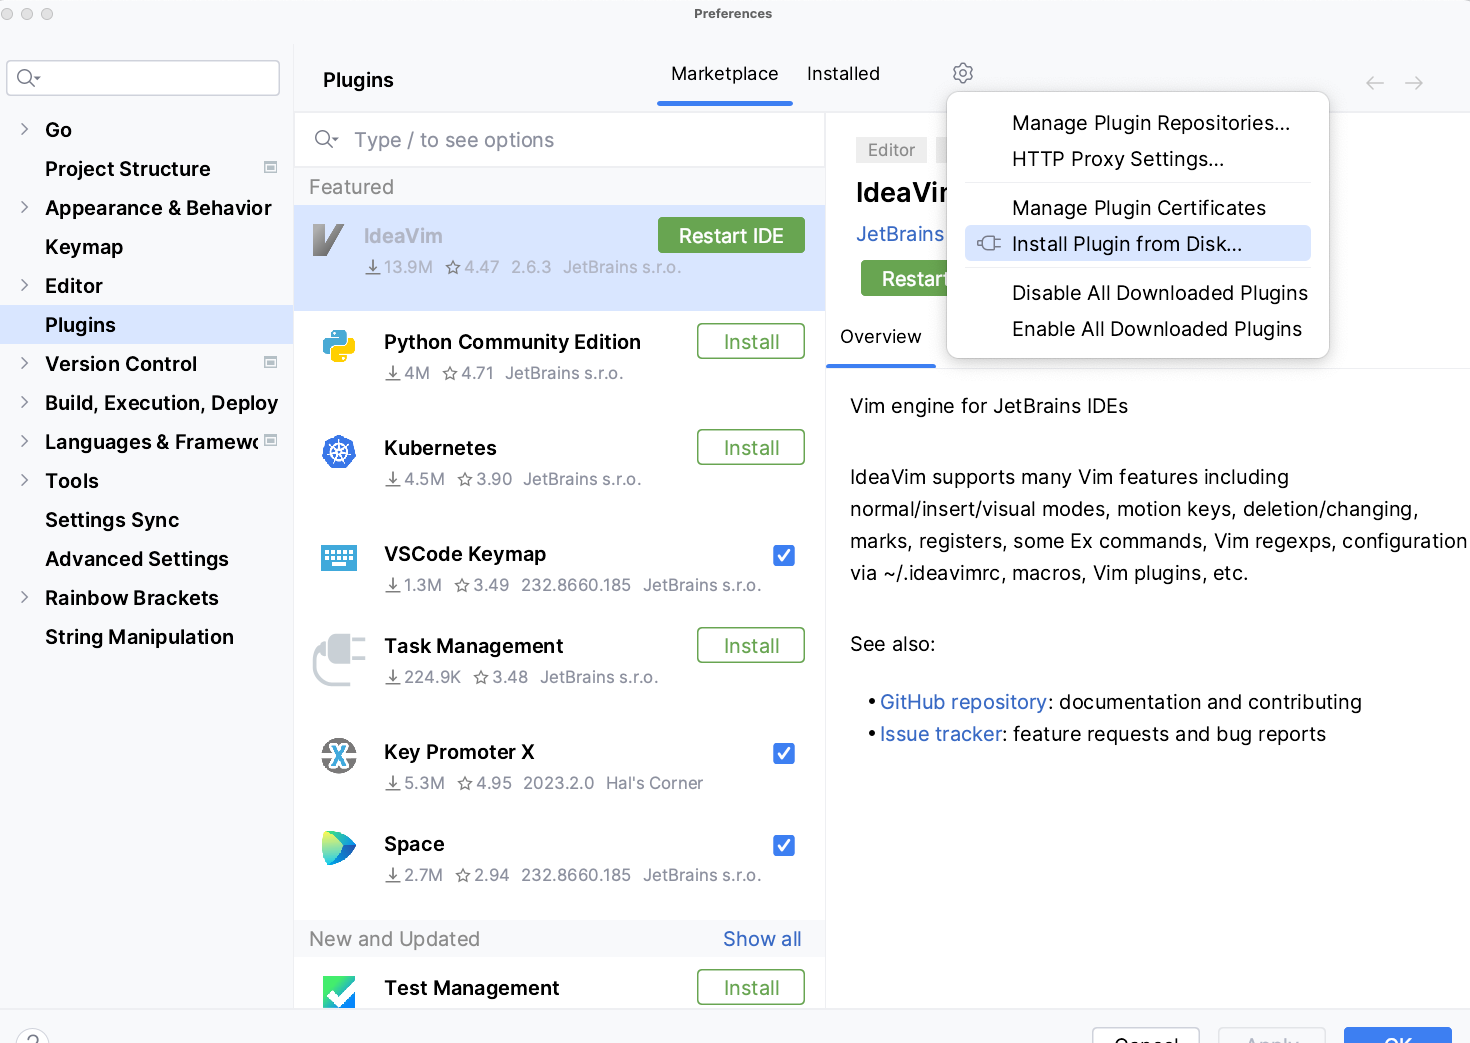 Preferences
Go
Project Structure
Appearance & Behavior
Keymap
Editor
Plugins
Version Control
Build, Execution, Deploy
Languages & Framewo
Tools
Settings Sync
Advanced Settings
Rainbow Brackets
String Manipulation
Plugins
Marketplace
Installed
Type / to see options
Featured
IdeaVim
Restart IDE
13.9M 4.47 2.6.3 JetBrains s.r.o.
Python Community Edition
Install
4M 4.71 JetBrains s.r.o.
Kubernetes
Install
4.5M 3.90 JetBrains s.r.o.
VSCode Keymap
1.3M 3.49 232.8660.185 JetBrains s.r.o.
Task Management
Install
224.9K 3.48 JetBrains s.r.o.
Key Promoter X
5.3M 4.95 2023.2.0 Hal's Corner
Space
2.7M 2.94 232.8660.185 JetBrains s.r.o.
New and Updated
Show all
Test Management
Install
Manage Plugin Repositories...
HTTP Proxy Settings...
Manage Plugin Certificates
Install Plugin from Disk...
Disable All Downloaded Plugins
Enable All Downloaded Plugins
Editor
IdeaVim
JetBrains
Restart
Overview
Vim engine for JetBrains IDEs
IdeaVim supports many Vim features including
normal/insert/visual modes, motion keys, deletion/changing,
marks, registers, some Ex commands, Vim regexps, configuration
via ~/.ideavimrc, macros, Vim plugins, etc.
See also:
• GitHub repository: documentation and contributing
• Issue tracker: feature requests and bug reports
?
Cancel
Apply
OK